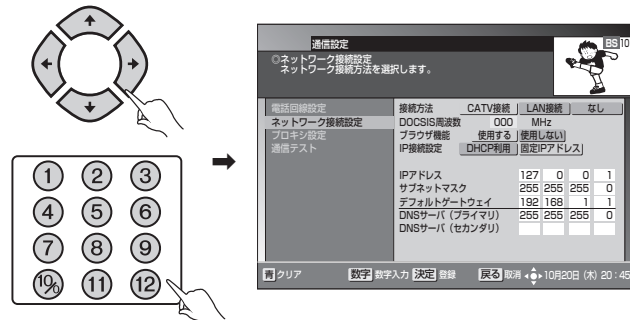 1 2 3
4 5 6
7 8 9
10/0 11 12
通信設定
BS 10
◎ネットワーク接続設定
ネットワーク接続方法を選択します。
電話回線設定
ネットワーク接続設定
プロキシ設定
通信テスト
接続方法 CATV接続 LAN接続 なし
DOCSIS周波数 000 MHz
ブラウザ機能 使用する 使用しない
IP接続設定 DHCP利用 固定IPアドレス
IPアドレス 127 0 0 1
サブネットマスク 255 255 255 0
デフォルトゲートウェイ 192 168 1 1
DNSサーバ（プライマリ） 255 255 255 0
DNSサーバ（セカンダリ）
青 クリア 数字 数字入力 決定 登録 戻る 取消 10月20日 (木) 20:45